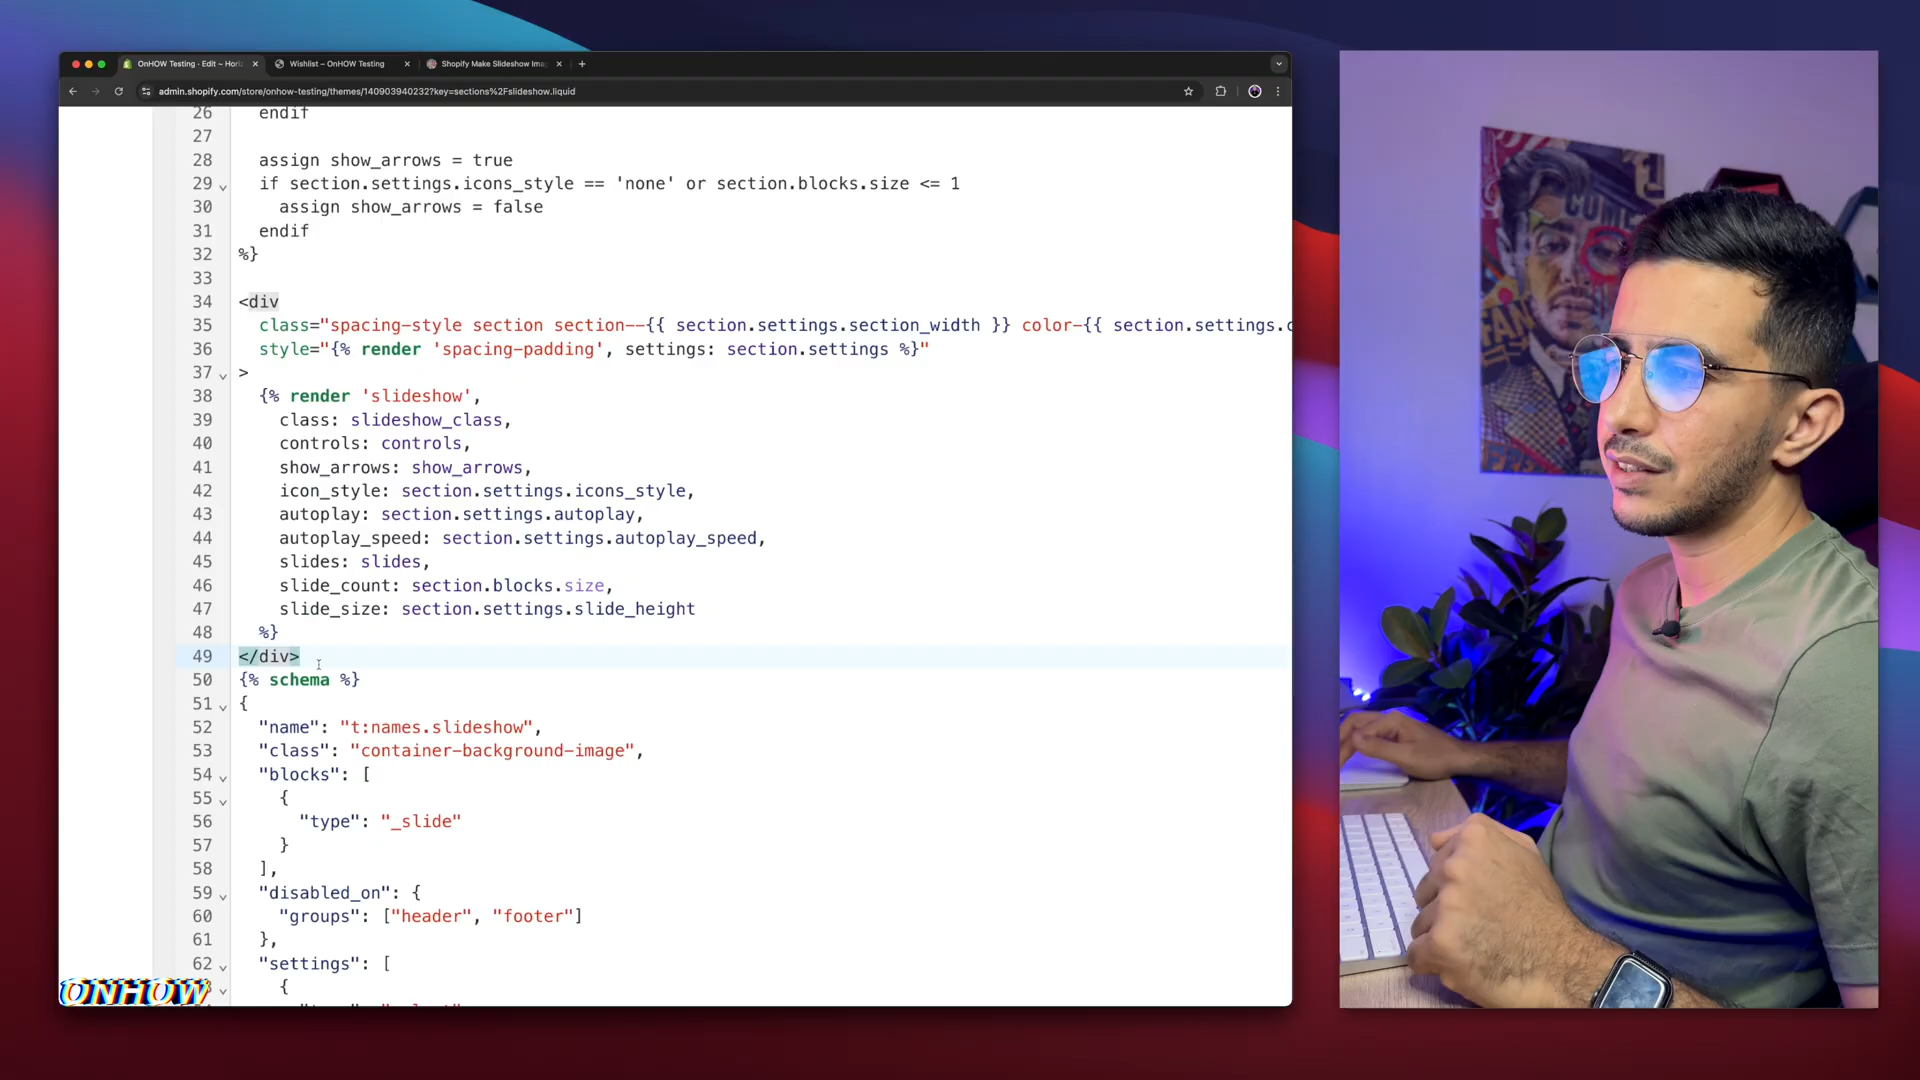 OnHOW Testing - Edit ~ Hori
Wishlist – OnHOW Testing
Shopify Make Slideshow Ima
admin.shopify.com/store/onhow-testing/themes/140903940232?key=sections%2Fslideshow.liquid
26 endif
27
28 assign show_arrows = true
29 if section.settings.icons_style == 'none' or section.blocks.size <= 1
30 assign show_arrows = false
31 endif
32 %}
33
34 <div
35 class="spacing-style section section--{{ section.settings.section_width }} color-{{ section.settings.c
36 style="{% render 'spacing-padding', settings: section.settings %}"
37 >
38 {% render 'slideshow',
39 class: slideshow_class,
40 controls: controls,
41 show_arrows: show_arrows,
42 icon_style: section.settings.icons_style,
43 autoplay: section.settings.autoplay,
44 autoplay_speed: section.settings.autoplay_speed,
45 slides: slides,
46 slide_count: section.blocks.size,
47 slide_size: section.settings.slide_height
48 %}
49 </div>
50 {% schema %}
51 {
52 "name": "t:names.slideshow",
53 "class": "container-background-image",
54 "blocks": [
55 {
56 "type": "_slide"
57 }
58 ],
59 "disabled_on": {
60 "groups": ["header", "footer"]
61 },
62 "settings": [
{
ONHOW
COME
FAN